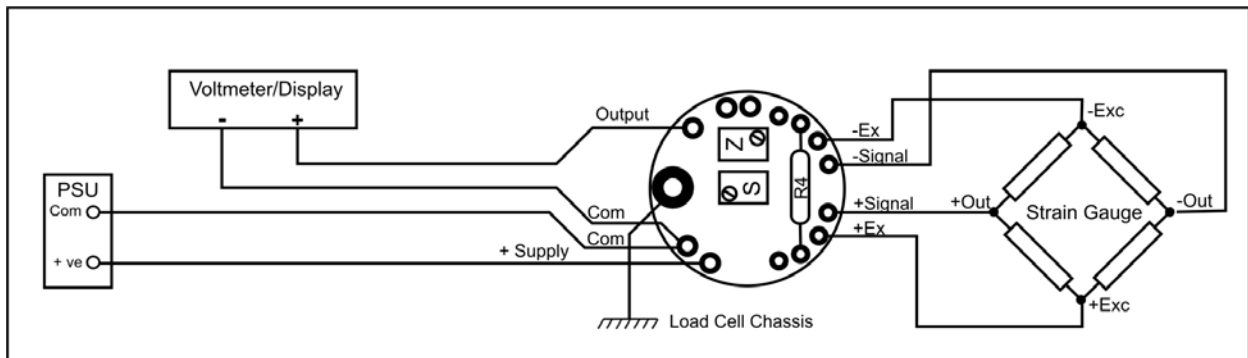 Voltmeter/Display
- +
PSU
Com
+ ve
Output
Com
Com
+ Supply
Z
S
R4
Load Cell Chassis
-Ex
-Signal
+Signal
+Ex
-Exc
+Out
Strain Gauge
-Out
+Exc